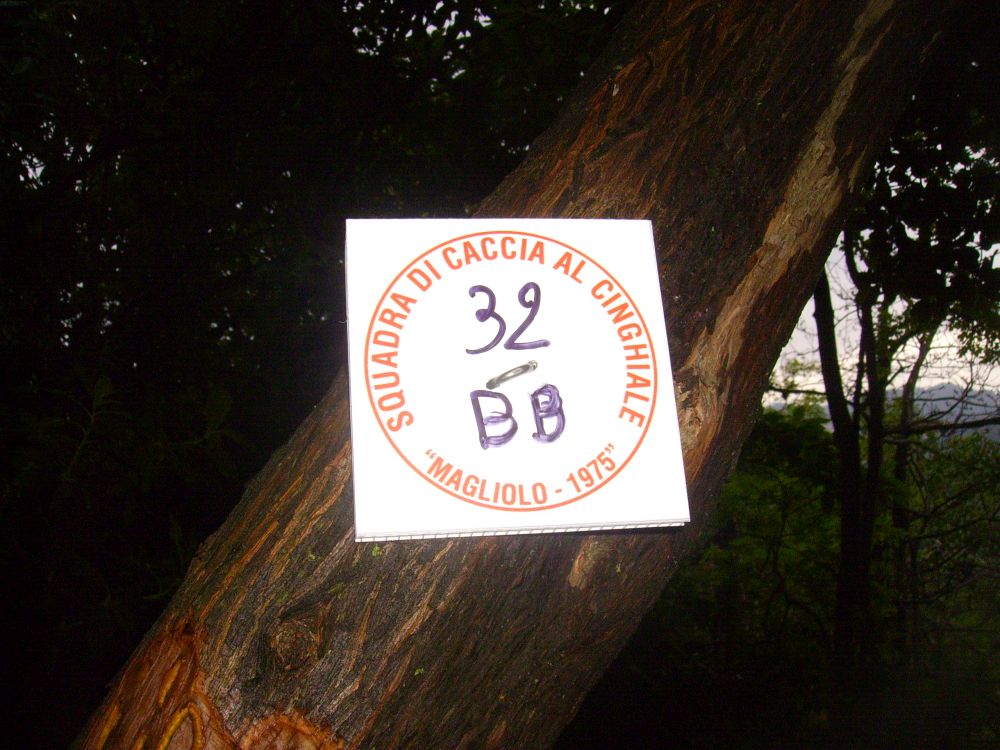 SQUADRA DI CACCIA AL CINGHIALE
32
BB
"MAGLIOLO - 1975"